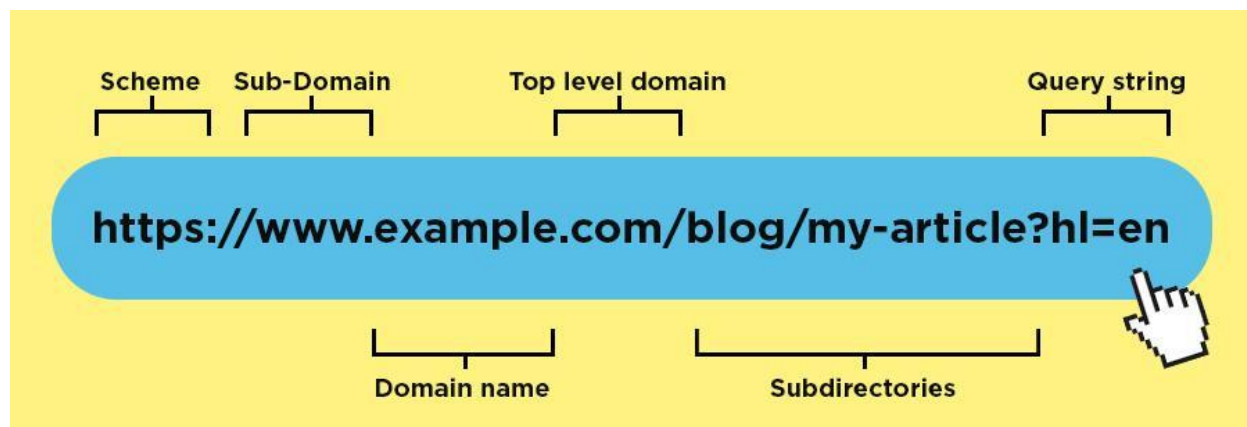 Scheme Sub-Domain Top level domain Query string
https://www.example.com/blog/my-article?hl=en
Domain name Subdirectories